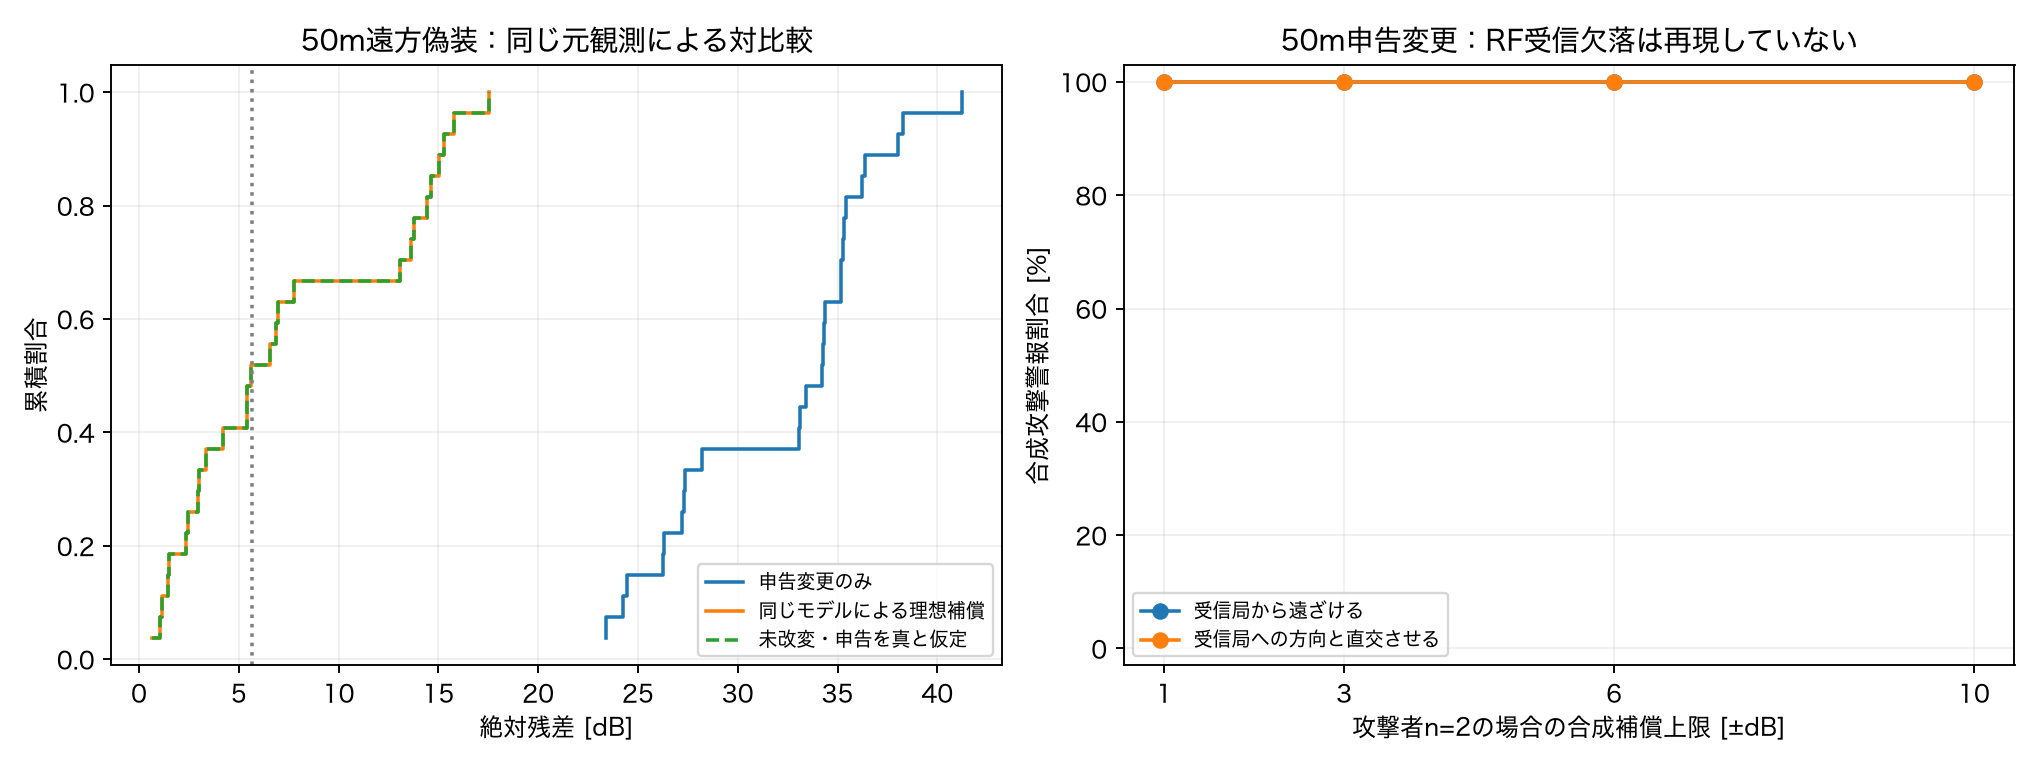 50m遠方偽装：同じ元観測による対比較
累積割合
1.0
0.8
0.6
0.4
0.2
0.0
0 5 10 15 20 25 30 35 40
絶対残差 [dB]
申告変更のみ
同じモデルによる理想補償
未改変・申告を真と仮定
50m申告変更：RF受信欠落は再現していない
合成攻撃警報割合 [%]
100
80
60
40
20
0
1 3 6 10
攻撃者n=2の場合の合成補償上限 [±dB]
受信局から遠ざける
受信局への方向と直交させる